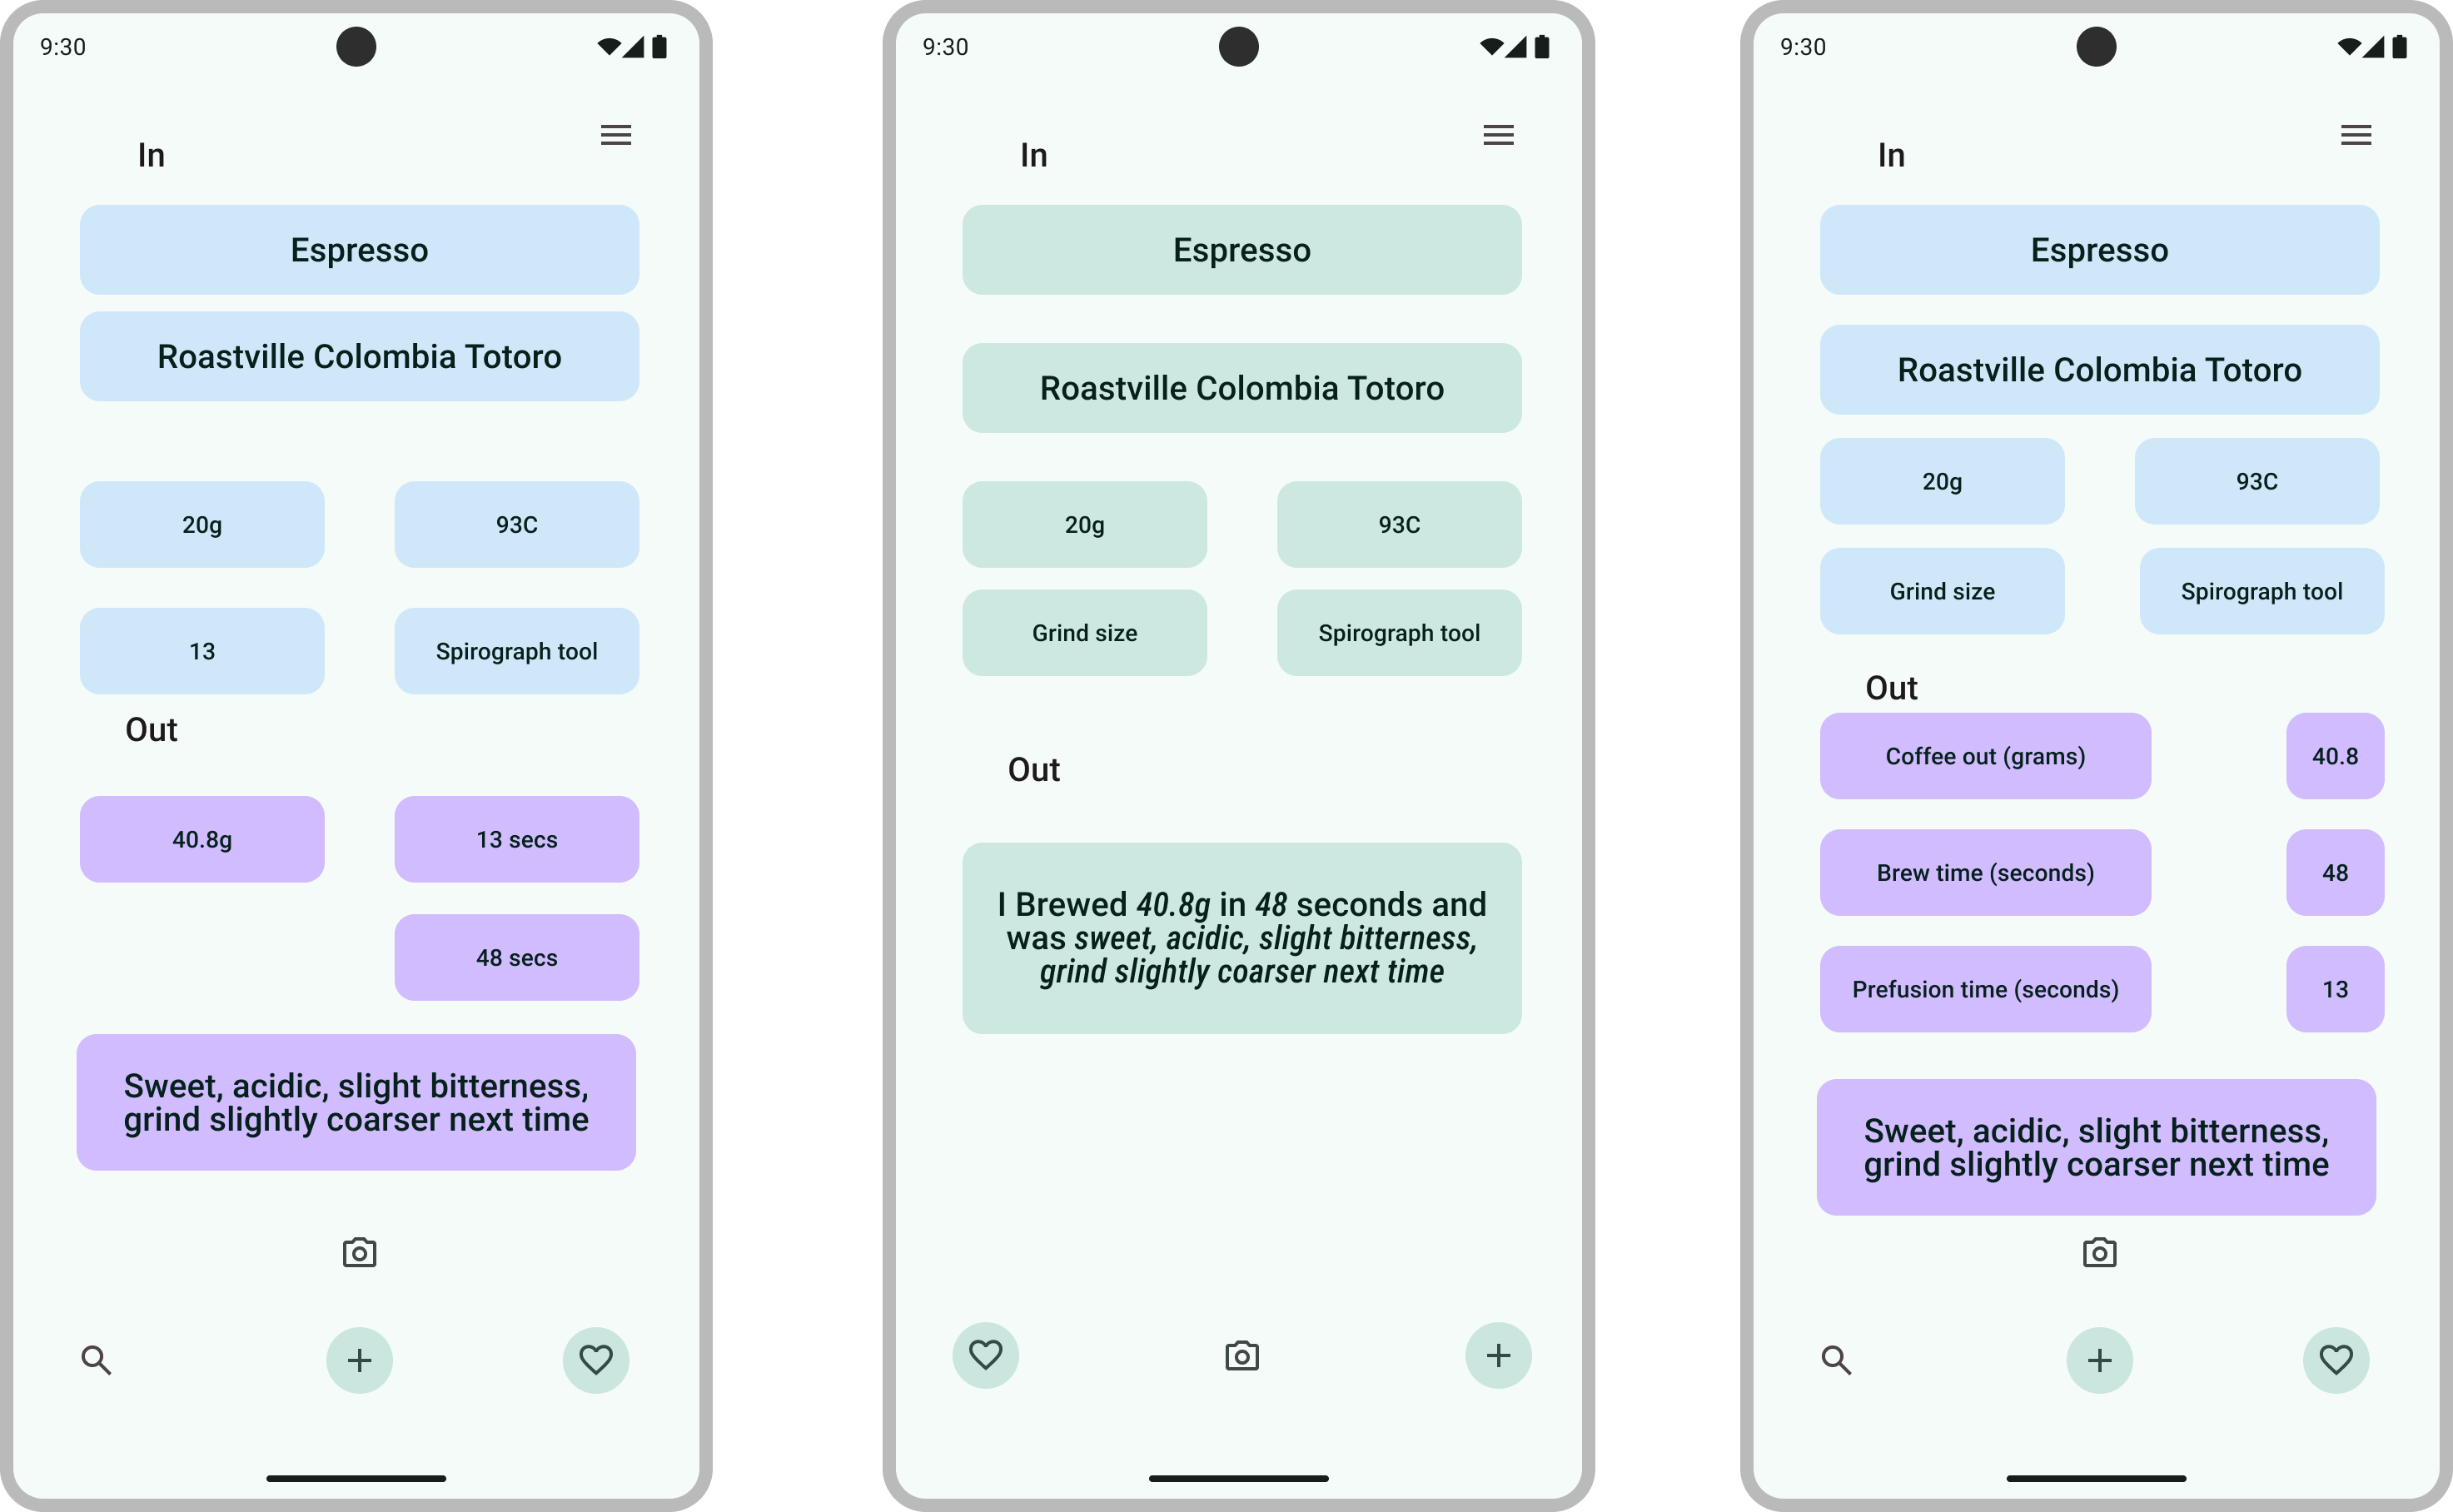 9:30
In
Espresso
Roastville Colombia Totoro
20g
93C
13
Spirograph tool
Out
40.8g
13 secs
48 secs
Sweet, acidic, slight bitterness,
grind slightly coarser next time
9:30
In
Espresso
Roastville Colombia Totoro
20g
93C
Grind size
Spirograph tool
Out
I Brewed 40.8g in 48 seconds and
was sweet, acidic, slight bitterness,
grind slightly coarser next time
9:30
In
Espresso
Roastville Colombia Totoro
20g
93C
Grind size
Spirograph tool
Out
Coffee out (grams)
40.8
Brew time (seconds)
48
Prefusion time (seconds)
13
Sweet, acidic, slight bitterness,
grind slightly coarser next time